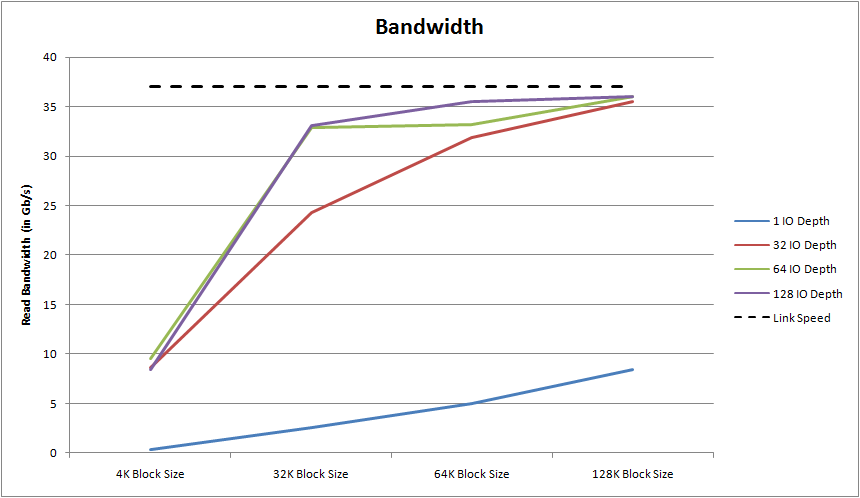 Bandwidth
40
35
30
25
20
15
10
5
0
Read Bandwidth (in Gb/s)
4K Block Size
32K Block Size
64K Block Size
128K Block Size
1 IO Depth
32 IO Depth
64 IO Depth
128 IO Depth
Link Speed